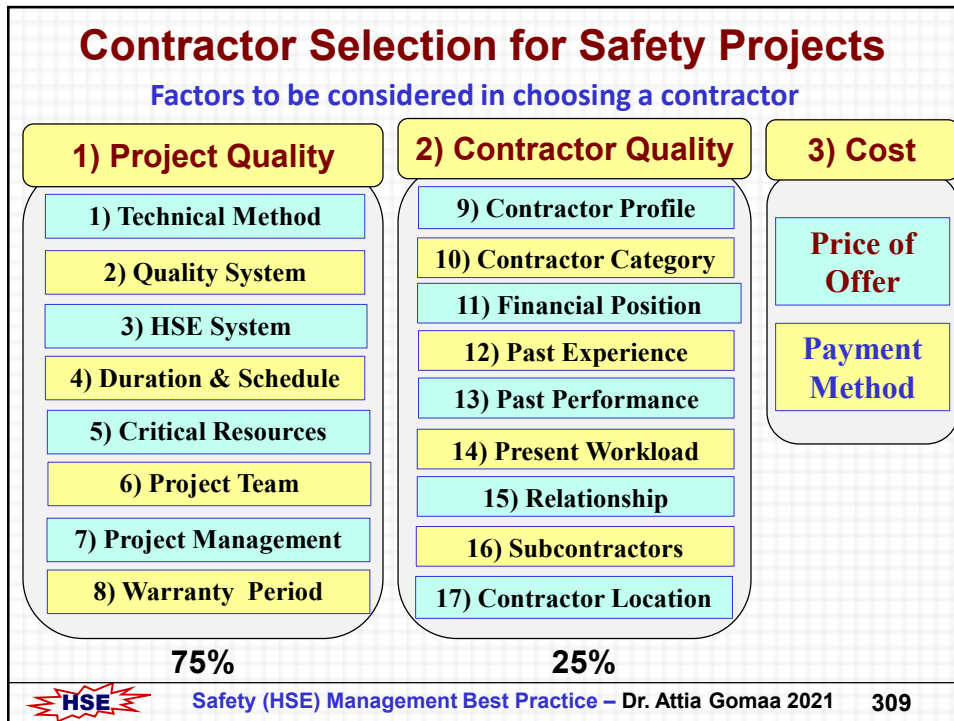 Contractor Selection for Safety Projects
Factors to be considered in choosing a contractor
1) Project Quality
1) Technical Method
2) Quality System
3) HSE System
4) Duration & Schedule
5) Critical Resources
6) Project Team
7) Project Management
8) Warranty Period
75%
2) Contractor Quality
9) Contractor Profile
10) Contractor Category
11) Financial Position
12) Past Experience
13) Past Performance
14) Present Workload
15) Relationship
16) Subcontractors
17) Contractor Location
25%
3) Cost
Price of
Offer
Payment
Method
HSE
Safety (HSE) Management Best Practice – Dr. Attia Gomaa 2021
309